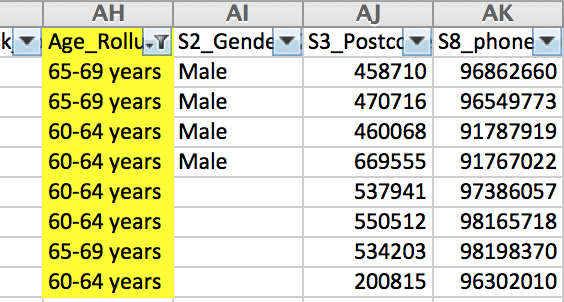 AH AI AJ AK
k Age_Rollu S2_Gende S3_Postco S8_phone
65-69 years Male 458710 96862660
65-69 years Male 470716 96549773
60-64 years Male 460068 91787919
60-64 years Male 669555 91767022
60-64 years 537941 97386057
60-64 years 550512 98165718
65-69 years 534203 98198370
60-64 years 200815 96302010